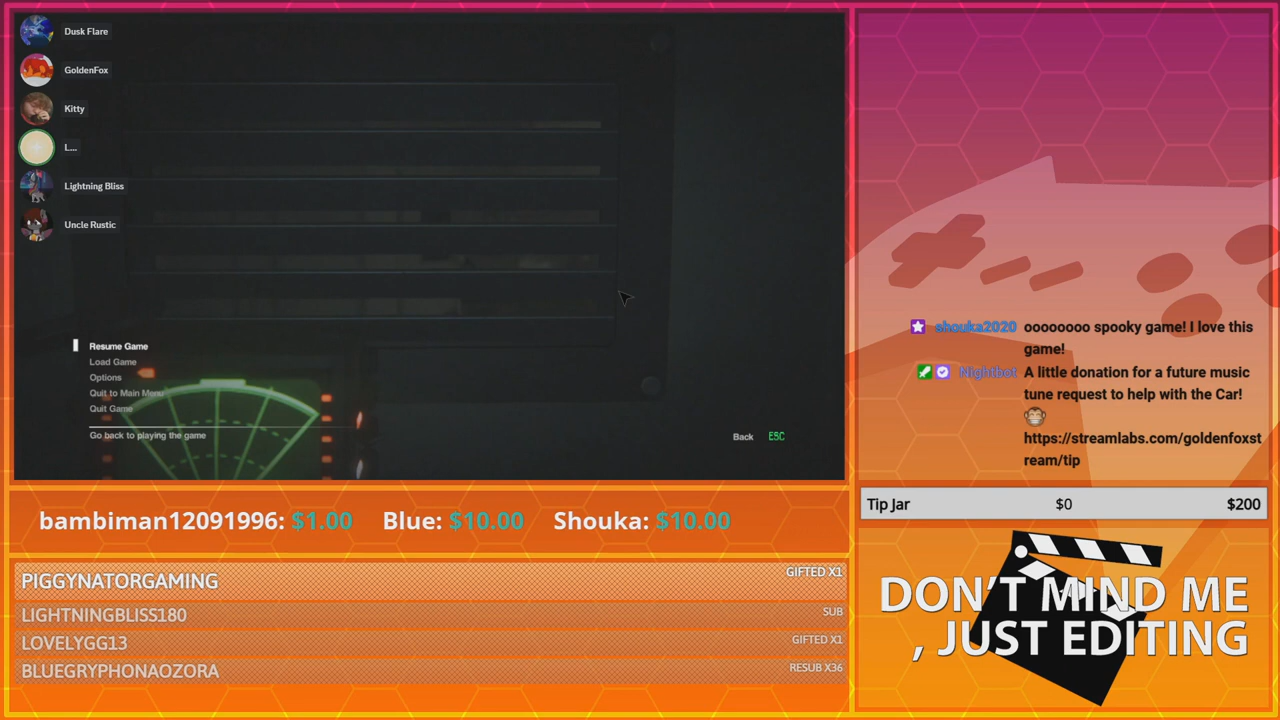 Dusk Flare
GoldenFox
Kitty
L...
Lightning Bliss
Uncle Rustic
Resume Game
Load Game
Options
Quit to Main Menu
Quit Game
Go back to playing the game
Back ESC
shouka2020 oooooooo spooky game! I love this
game!
Nightbot A little donation for a future music
tune request to help with the Car!
https://streamlabs.com/goldenfoxst
ream/tip
Tip Jar $0 $200
bambiman12091996: $1.00 Blue: $10.00 Shouka: $10.00
PIGGYNATORGAMING GIFTED X1
LIGHTNINGBLISS180 SUB
LOVELYGG13 GIFTED X1
BLUEGRYPHONAOZORA RESUB X36
DON'T MIND ME
, JUST EDITING